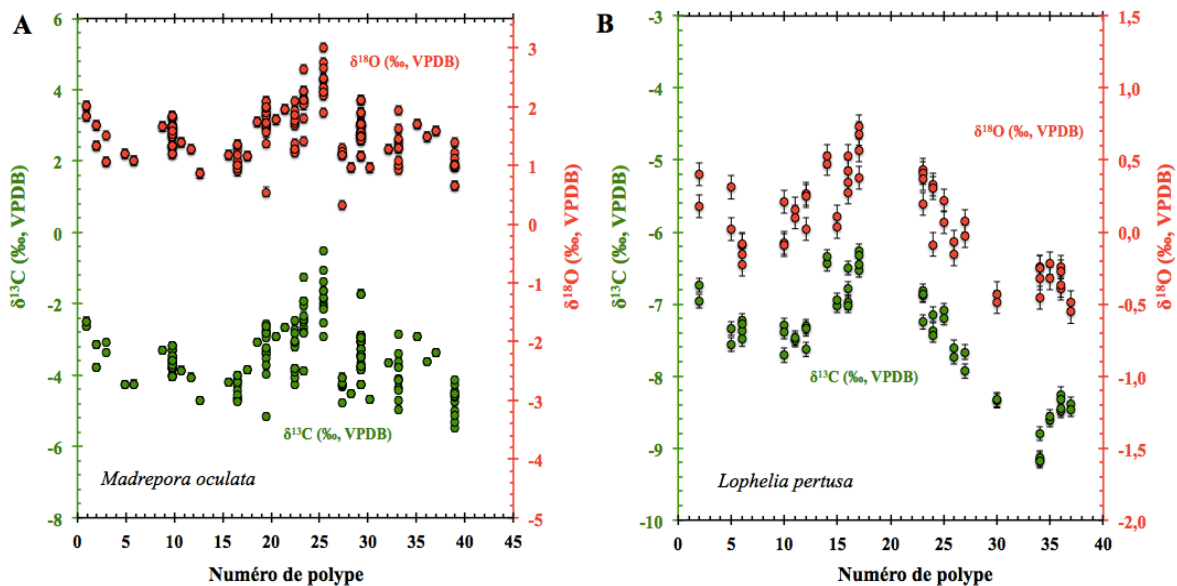 A
δ¹⁸O (‰, VPDB)
δ¹³C (‰, VPDB)
Madrepora oculata
δ¹³C (‰, VPDB)
6
4
2
0
-2
-4
-6
-8
δ¹⁸O (‰, VPDB)
3
2
1
0
-1
-2
-3
-4
-5
0 5 10 15 20 25 30 35 40 45
Numéro de polype
B
δ¹⁸O (‰, VPDB)
δ¹³C (‰, VPDB)
Lophelia pertusa
δ¹³C (‰, VPDB)
-3
-4
-5
-6
-7
-8
-9
-10
δ¹⁸O (‰, VPDB)
1,5
1,0
0,5
0,0
-0,5
-1,0
-1,5
-2,0
0 5 10 15 20 25 30 35 40
Numéro de polype